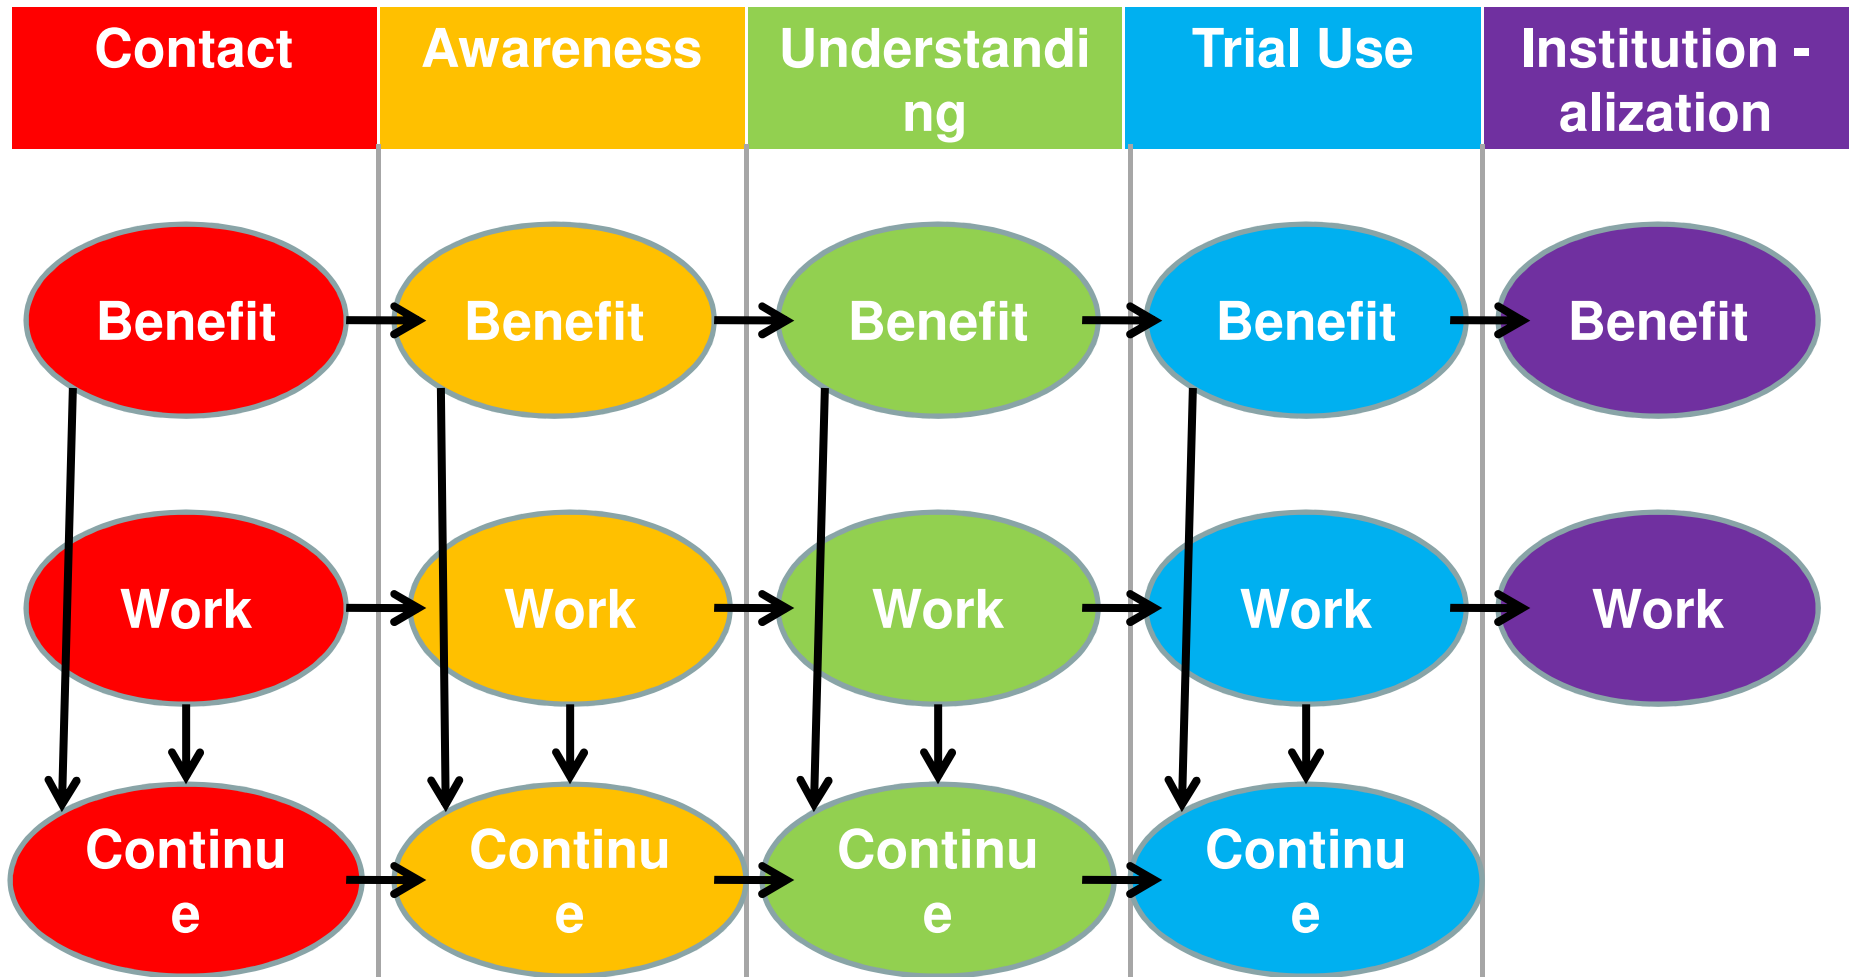 Contact
Awareness
Understandi
ng
Trial Use
Institution -
alization
Benefit
Benefit
Benefit
Benefit
Benefit
Work
Work
Work
Work
Work
Continu
e
Continu
e
Continu
e
Continu
e